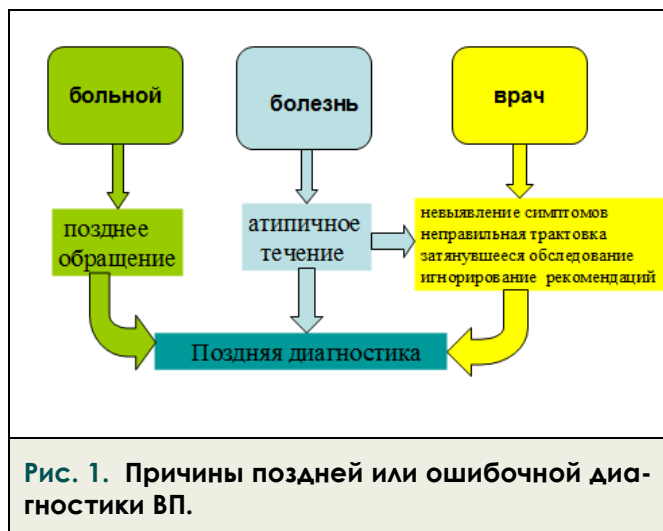 больной
болезнь
врач
позднее
обращение
атипичное
течение
невыявление симптомов
неправильная трактовка
затянувшееся обследование
игнорирование рекомендаций
Поздняя диагностика
Рис. 1. Причины поздней или ошибочной диа-
гностики ВП.